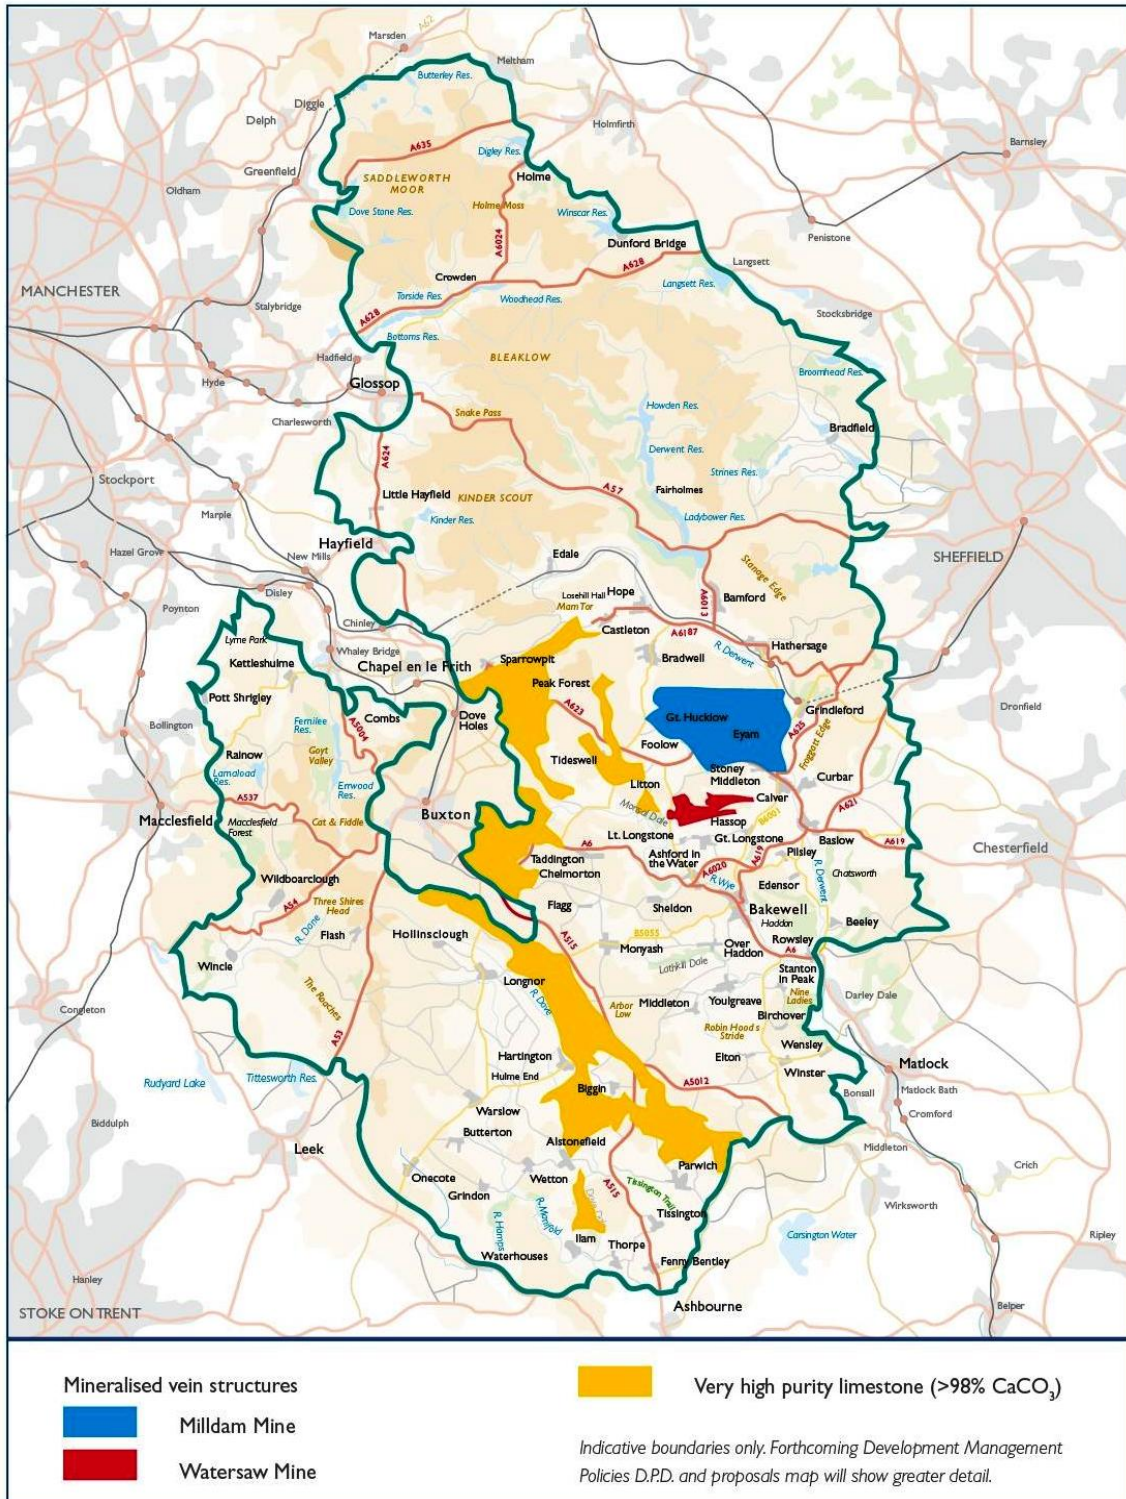 Marsden
A62
Meltham
Butterley Res.
Diggle
Delph
Holmfirth
A635
Digley Res.
Barnsley
Greenfield
SADDLEWORTH
MOOR
Holme
Oldham
Holme Moss
Dove Stone Res.
Winscar Res.
A6024
Dunford Bridge
Penistone
Crowden
A628
Langsett
MANCHESTER
Torside Res.
Langsett Res.
Stalybridge
A628
Woodhead Res.
Stocksbridge
Bottoms Res.
Hadfield
BLEAKLOW
Broomhead Res.
Hyde
Glossop
Howden Res.
Snake Pass
Charlesworth
Bradfield
A624
Derwent Res.
Strines Res.
Stockport
A57
Fairholmes
Little Hayfield
KINDER SCOUT
Marple
Kinder Res.
Ladybower Res.
Hayfield
Hazel Grove
New Mills
Edale
SHEFFIELD
Stanage Edge
Disley
Losehill Hall
Hope
A6013
Bamford
Poynton
Mam Tor
Chinley
Castleton
A6187
Lyme Park
Whaley Bridge
R. Derwent
Hathersage
Kettleshulme
Chapel en le Frith
Sparrowpit
Bradwell
Peak Forest
Pott Shrigley
Dronfield
Combs
Dove
Holes
A623
Gt. Hucklow
Grindleford
Bollington
Fernilee
Res.
A5004
Eyam
A625
Foolow
Froggatt Edge
Rainow
Goyt
Valley
Tideswell
Stoney
Middleton
Curbar
Lamaload
Res.
Errwood
Res.
Litton
Calver
A537
Monsal Dale
A621
Macclesfield
Buxton
Hassop
B6001
Macclesfield
Forest
Cat & Fiddle
Lt. Longstone
Gt. Longstone
Baslow
A619
A6
Pilsley
Chesterfield
Taddington
Ashford in
the Water
A619
Chelmorton
A6020
R. Wye
R. Derwent
Chatsworth
Wildboarclough
Edensor
A54
Three Shires
Head
Flagg
Sheldon
Bakewell
Haddon
Beeley
R. Dane
Flash
Hollinsclough
A515
B5055
Monyash
Over
Haddon
Rowsley
A6
Wincle
Lathkill Dale
Stanton
in Peak
Longnor
The Roaches
R. Dove
Arbor
Low
Middleton
Youlgreave
Nine
Ladies
Darley Dale
Congleton
Birchover
A53
Robin Hood s
Stride
Wensley
Hartington
Elton
Matlock
Rudyard Lake
Tittesworth Res.
Hulme End
Winster
Biggin
A5012
Bonsall
Matlock Bath
Warslow
Cromford
Biddulph
Butterton
Alstonefield
Middleton
Leek
Parwich
Crich
Onecote
Wetton
Grindon
Tissington Trail
Wirksworth
A515
Dove Dale
R. Manifold
Tissington
R. Hamps
Ilam
Thorpe
Carsington Water
Ripley
Waterhouses
Fenny Bentley
Hanley
STOKE ON TRENT
Ashbourne
Belper
Mineralised vein structures
Milldam Mine
Watersaw Mine
Very high purity limestone (>98% CaCO₃)
Indicative boundaries only. Forthcoming Development Management
Policies D.P.D. and proposals map will show greater detail.